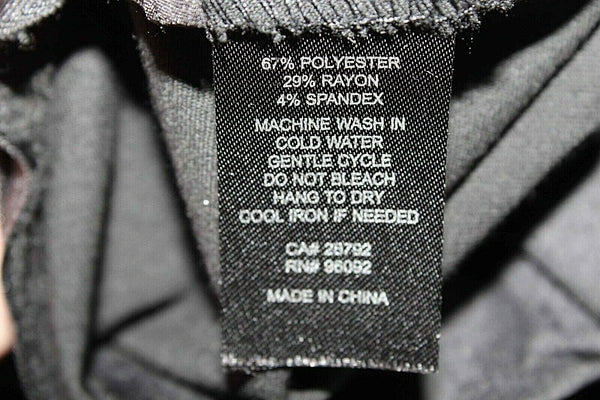 67% POLYESTER
29% RAYON
4% SPANDEX
MACHINE WASH IN
COLD WATER
GENTLE CYCLE
DO NOT BLEACH
HANG TO DRY
COOL IRON IF NEEDED
CA# 28792
RN# 96092
MADE IN CHINA